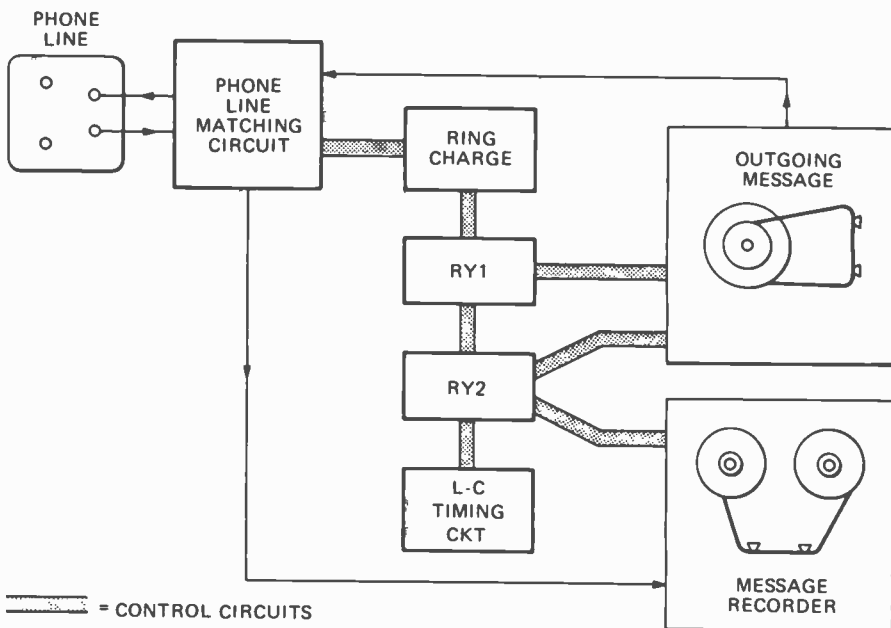 PHONE
LINE
PHONE
LINE
MATCHING
CIRCUIT
RING
CHARGE
OUTGOING
MESSAGE
RY1
RY2
L-C
TIMING
CKT
MESSAGE
RECORDER
= CONTROL CIRCUITS